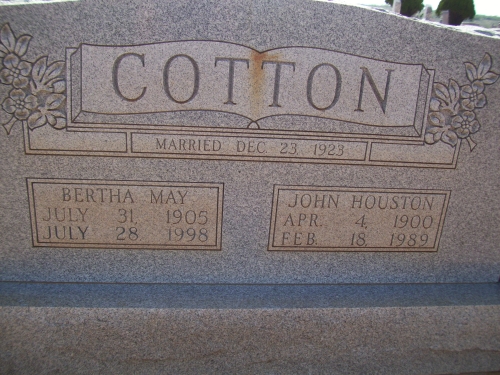 COTTON
MARRIED DEC. 23, 1923
BERTHA MAY
JULY 31, 1905
JULY 28, 1998
JOHN HOUSTON
APR. 4, 1900
FEB. 18, 1989